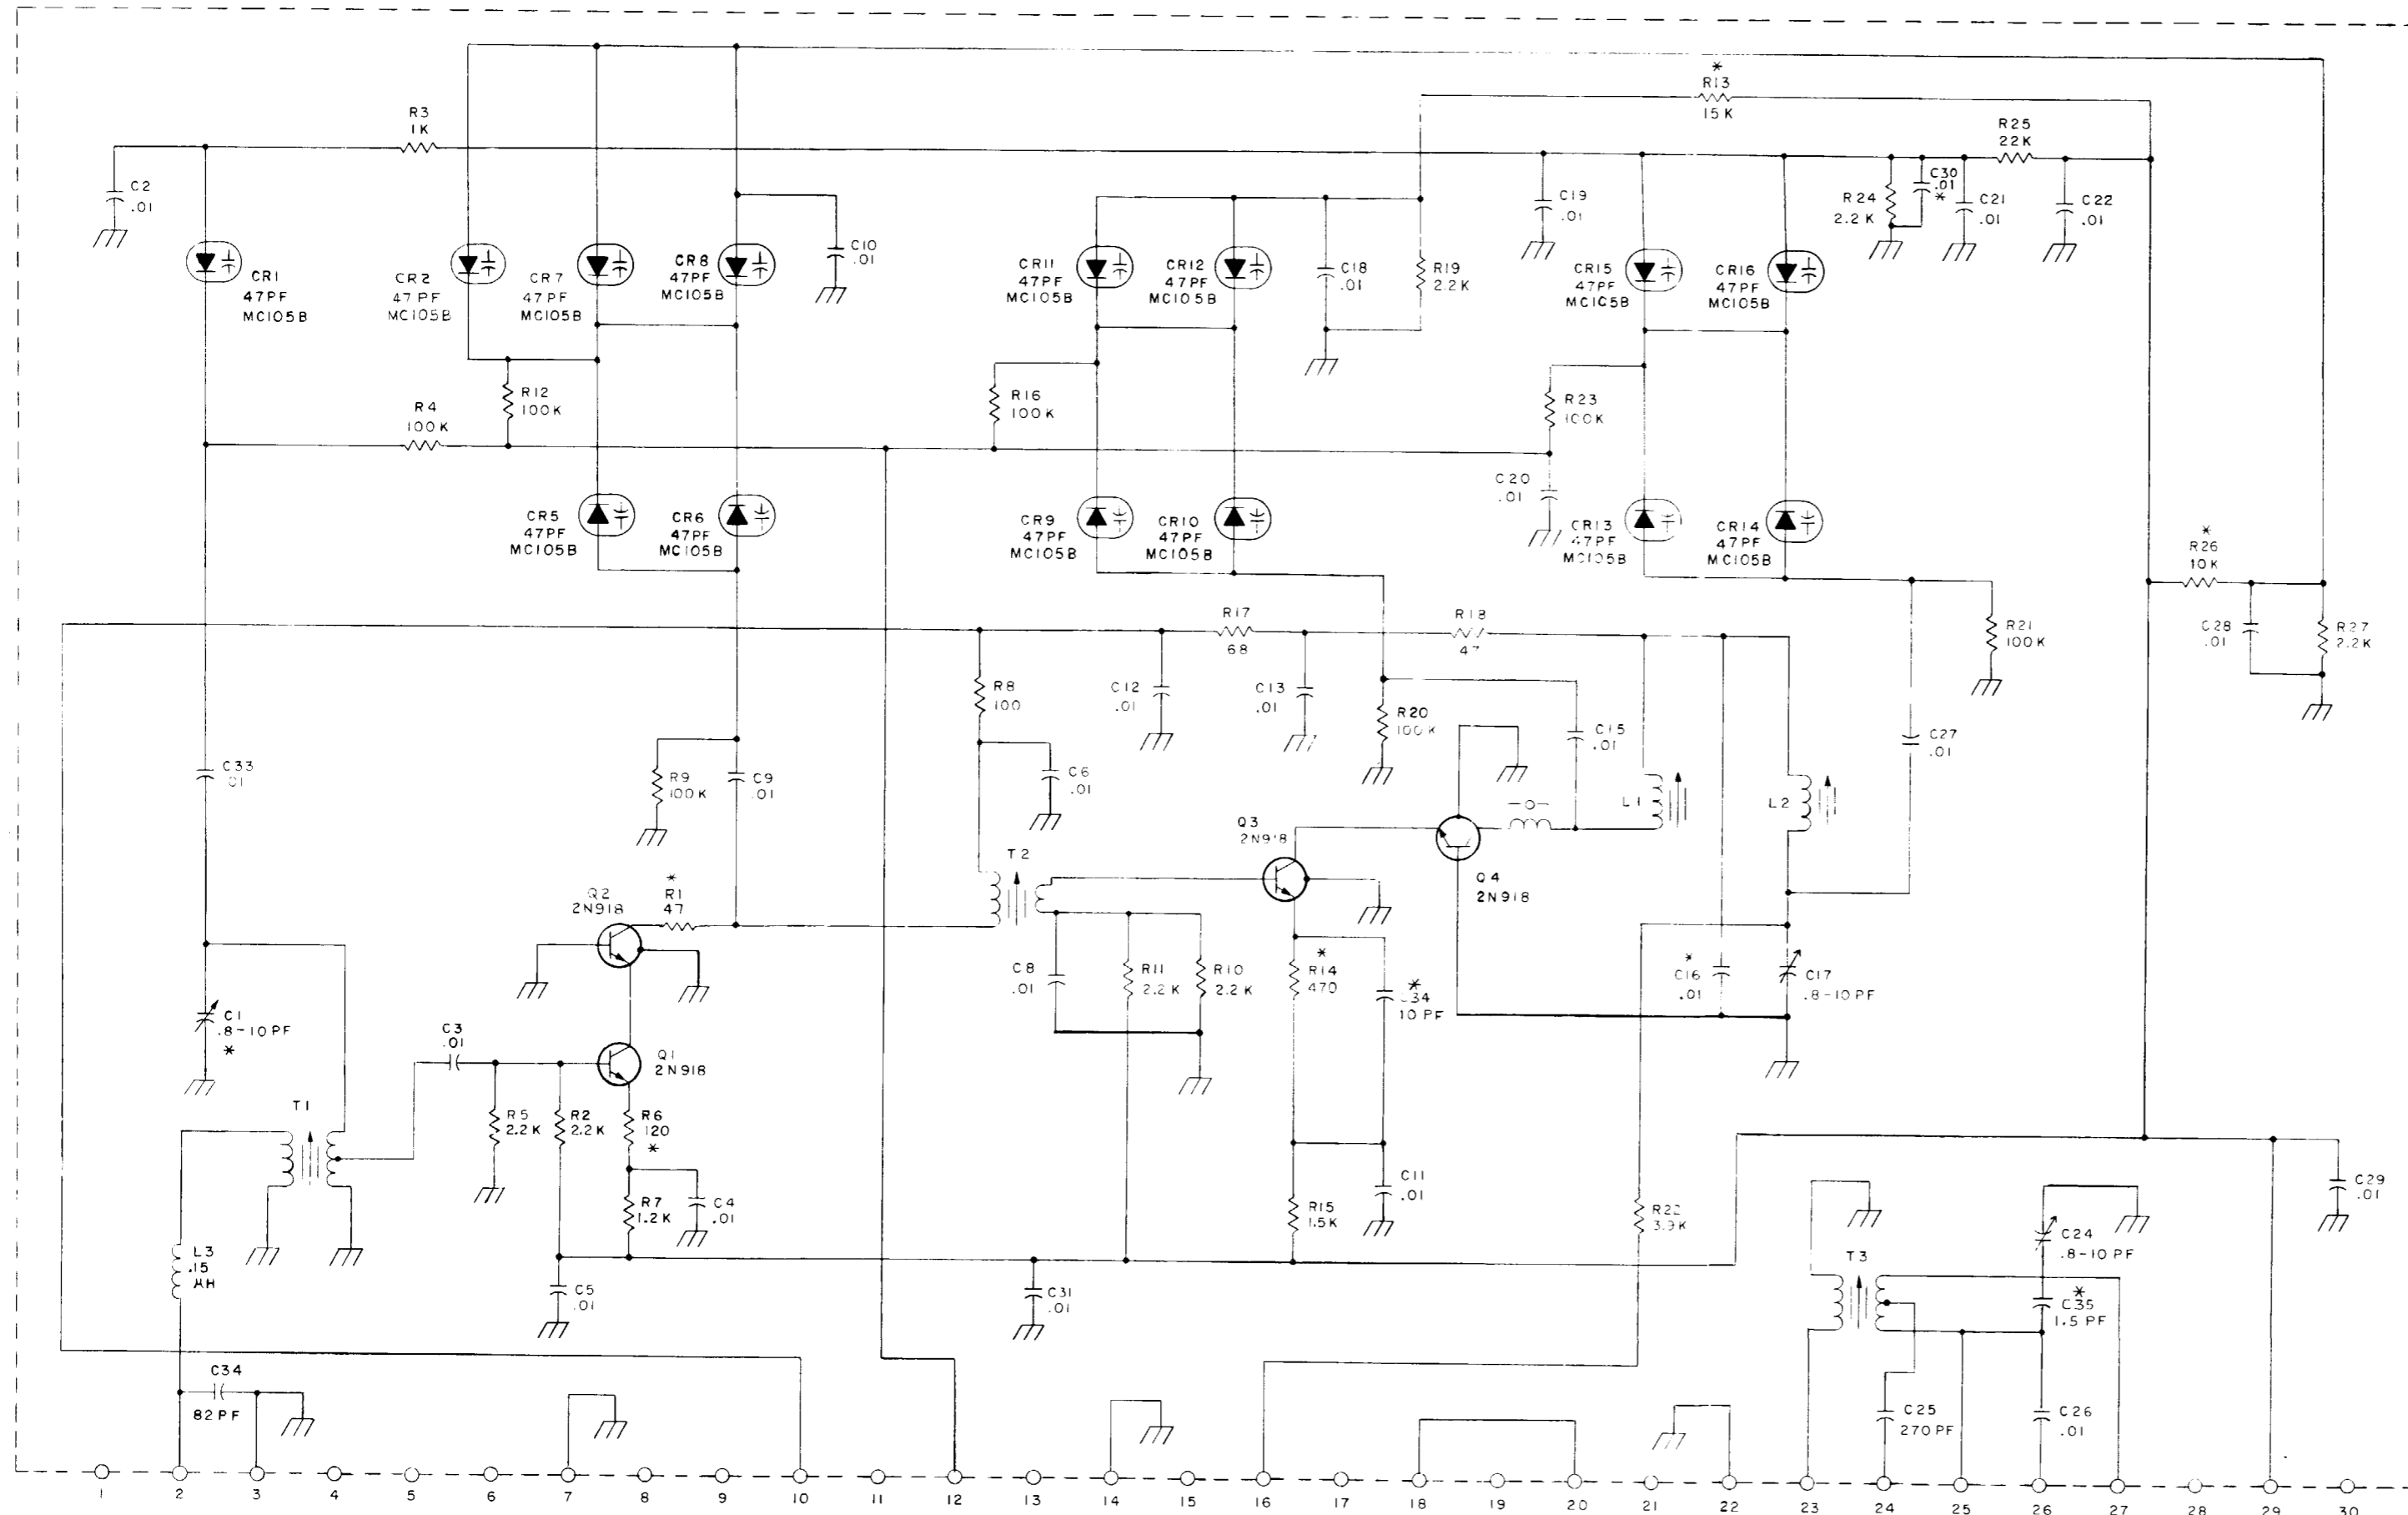 *
R13
15K
R3
1K
R25
22K
C2
.01
C30
.01
*
C19
.01
R24
2.2K
C21
.01
C22
.01
CR1
47PF
MC105B
CR2
47PF
MC105B
CR7
47PF
MC105B
CR8
47PF
MC105B
C10
.01
CR11
47PF
MC105B
CR12
47PF
MC105B
C18
.01
R19
2.2K
CR15
47PF
MC105B
CR16
47PF
MC105B
R4
100K
R12
100K
R16
100K
R23
100K
C20
.01
CR5
47PF
MC105B
CR6
47PF
MC105B
CR9
47PF
MC105B
CR10
47PF
MC105B
CR13
47PF
MC105B
CR14
47PF
MC105B
*
R26
10K
R17
68
R18
47
R21
100K
C28
.01
R27
2.2K
R8
100
C12
.01
C13
.01
R20
100K
C15
.01
C27
.01
C33
.01
R9
100K
C9
.01
C6
.01
L1
L2
Q3
2N918
T2
Q4
2N918
Q2
2N918
*
R1
47
C8
.01
R11
2.2K
R10
2.2K
*
R14
470
*
C34
10PF
*
C16
.01
C17
.8-10PF
C1
.8-10PF
*
C3
.01
Q1
2N918
T1
R5
2.2K
R2
2.2K
R6
120
*
R7
1.2K
C4
.01
R15
1.5K
C11
.01
R22
3.9K
C29
.01
C24
.8-10PF
T3
*
C35
1.5PF
L3
.15
µH
C5
.01
C31
.01
C34
82PF
C25
270PF
C26
.01
1 2 3 4 5 6 7 8 9 10 11 12 13 14 15 16 17 18 19 20 21 22 23 24 25 26 27 28 29 30